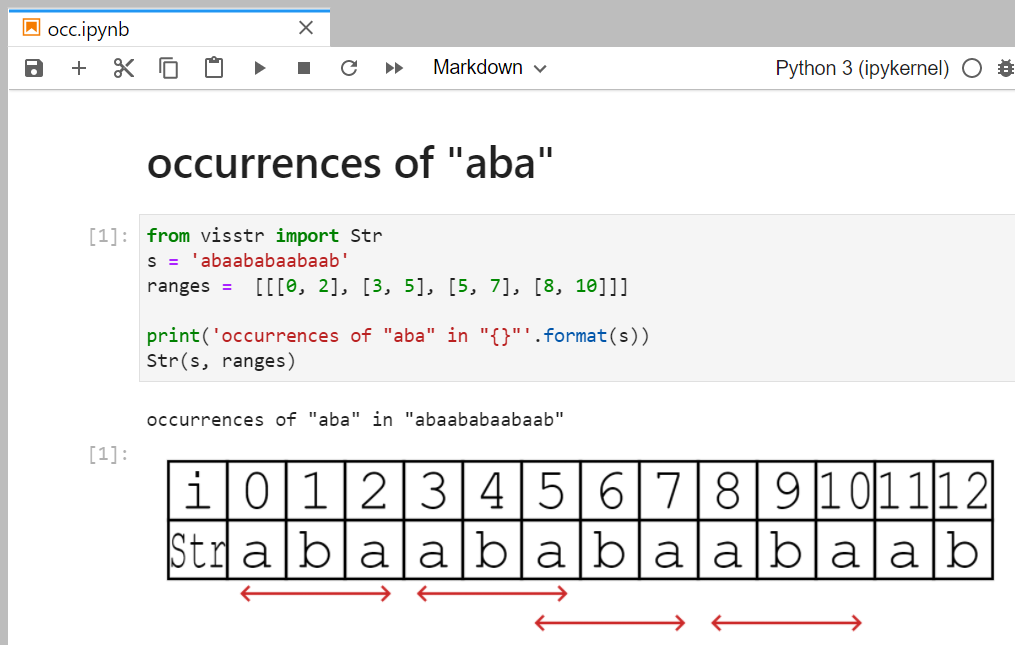 occ.ipynb
Markdown
Python 3 (ipykernel)
occurrences of "aba"
[1]:
from visstr import Str
s = 'abaababaabaab'
ranges =  [[[0, 2], [3, 5], [5, 7], [8, 10]]]
print('occurrences of "aba" in "{}"'.format(s))
Str(s, ranges)
occurrences of "aba" in "abaababaabaab"
[1]:
i 0 1 2 3 4 5 6 7 8 9 10 11 12
Str a b a a b a b a a b a a b